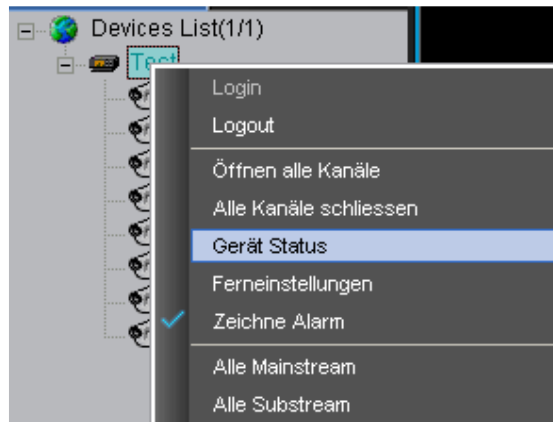 Devices List(1/1)
Test
Login
Logout
Öffnen alle Kanäle
Alle Kanäle schliessen
Gerät Status
Ferneinstellungen
Zeichne Alarm
Alle Mainstream
Alle Substream